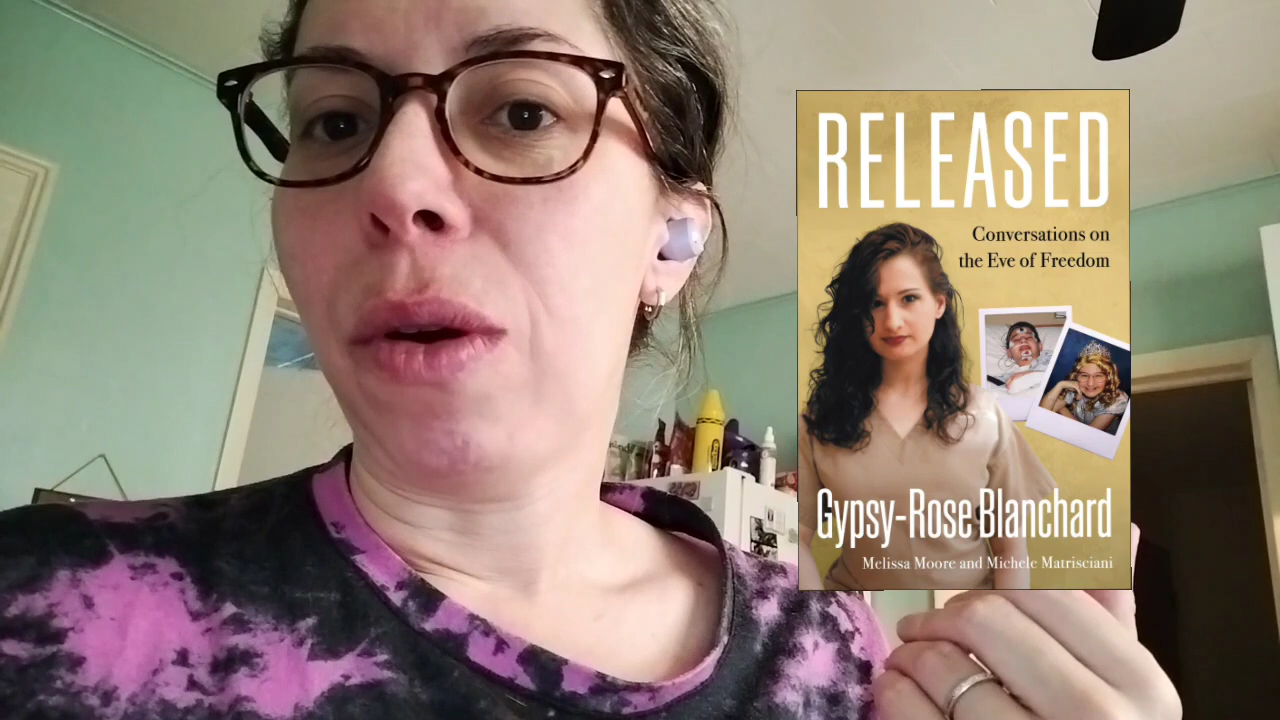 RELEASED
Conversations on
the Eve of Freedom
Gypsy-Rose Blanchard
Melissa Moore and Michele Matrisciani